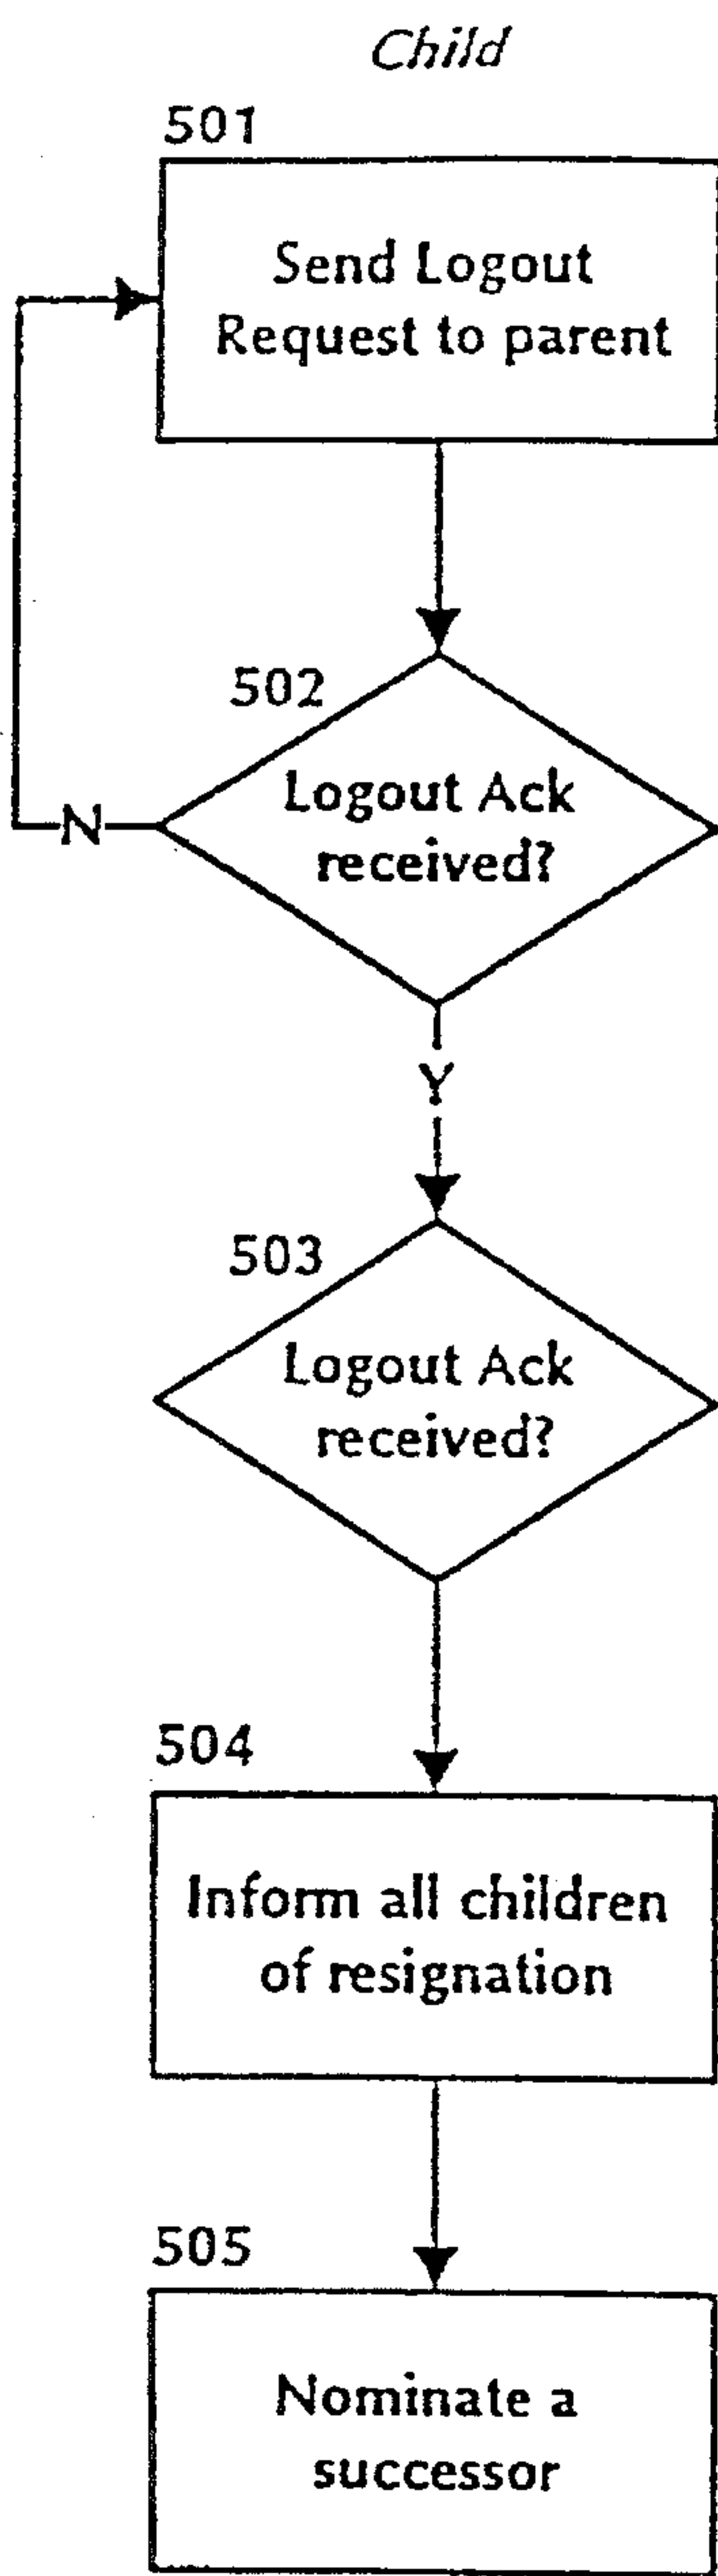 Child
501
Send Logout
Request to parent
502
Logout Ack
received?
N
Y
503
Logout Ack
received?
504
Inform all children
of resignation
505
Nominate a
successor